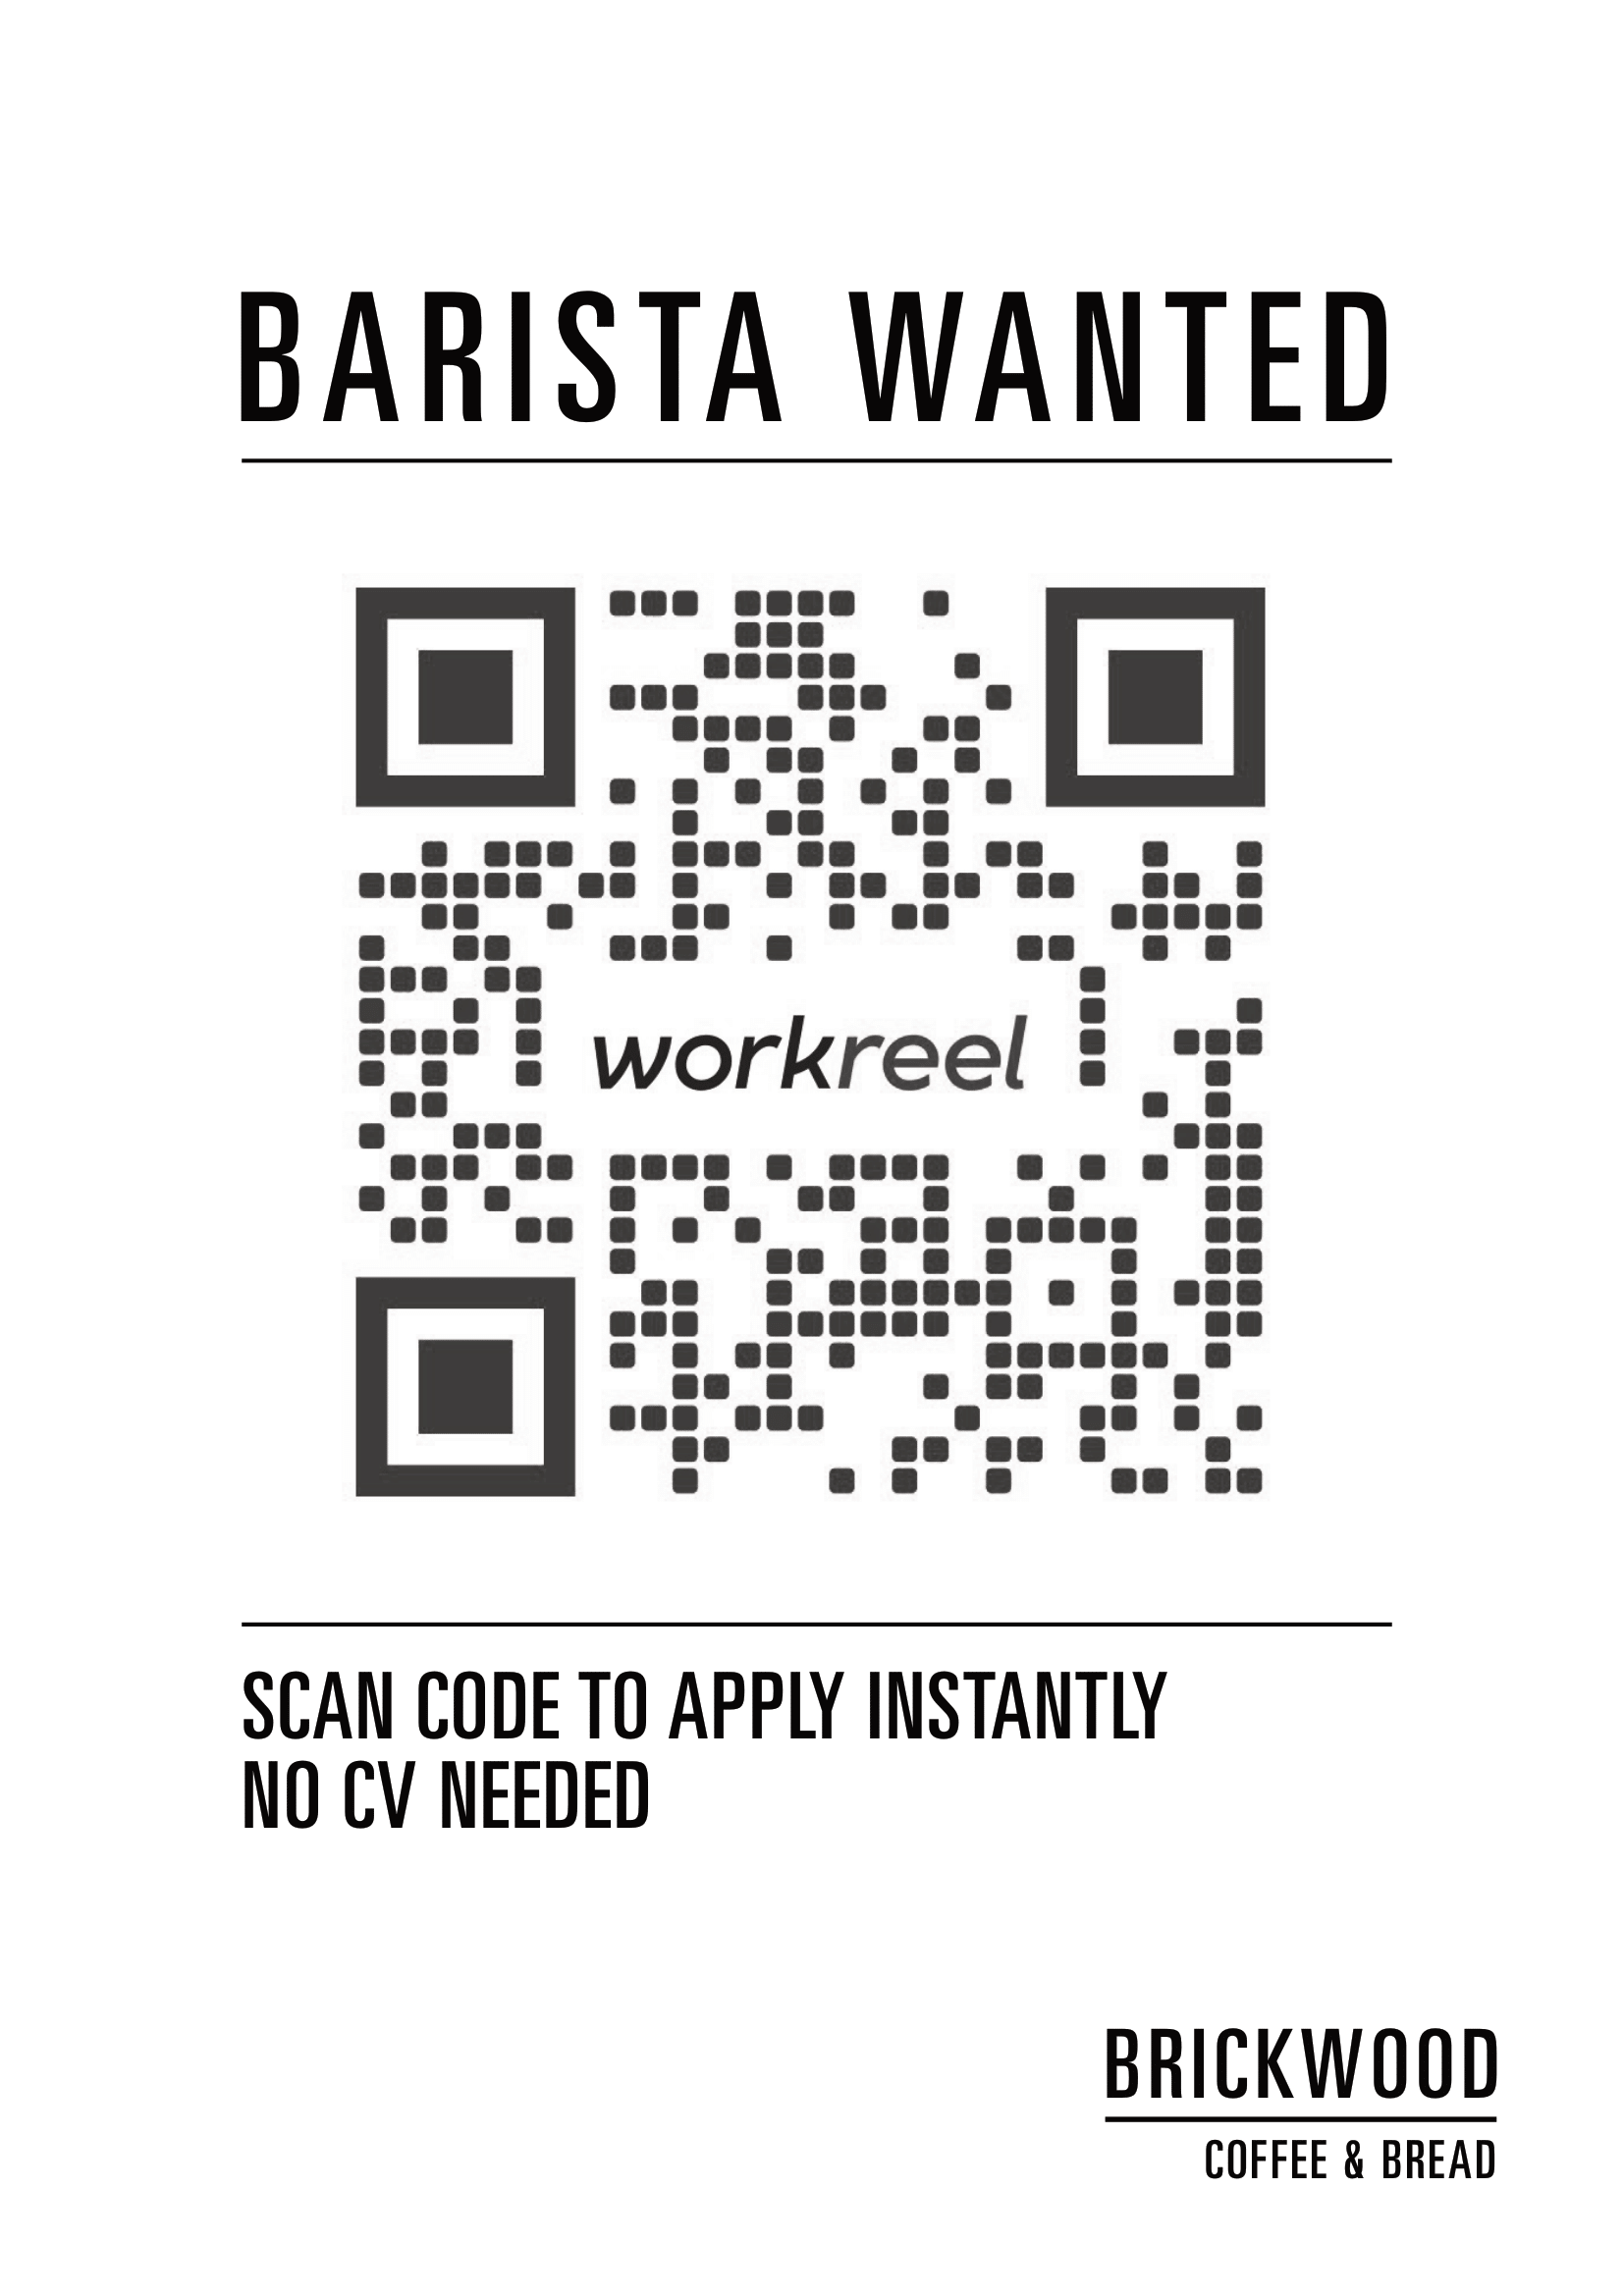 BARISTA WANTED
workreel
SCAN CODE TO APPLY INSTANTLY
NO CV NEEDED
BRICKWOOD
COFFEE & BREAD